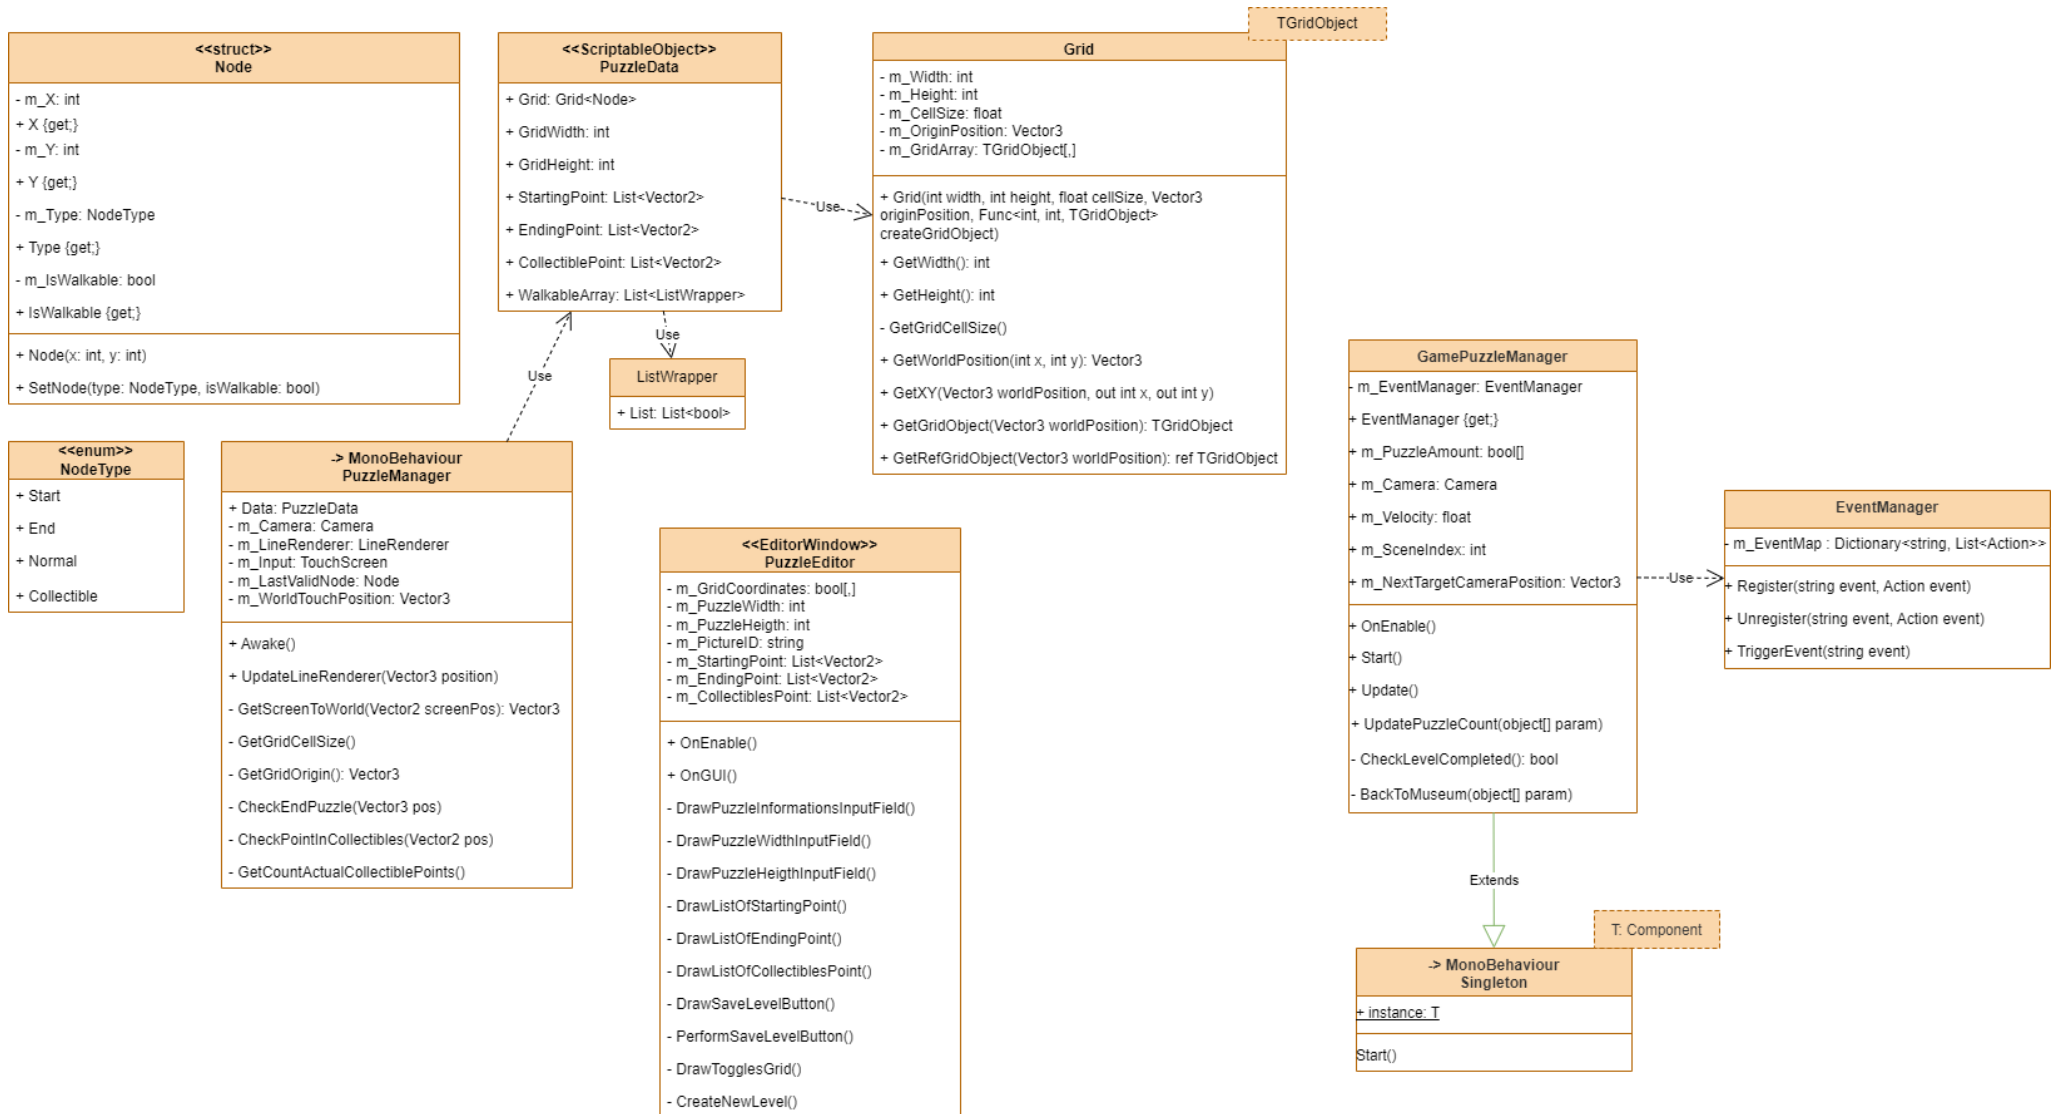 TGridObject
<<struct>>
Node
- m_X: int
+ X {get;}
- m_Y: int
+ Y {get;}
- m_Type: NodeType
+ Type {get;}
- m_IsWalkable: bool
+ IsWalkable {get;}
+ Node(x: int, y: int)
+ SetNode(type: NodeType, isWalkable: bool)
<<ScriptableObject>>
PuzzleData
+ Grid: Grid<Node>
+ GridWidth: int
+ GridHeight: int
+ StartingPoint: List<Vector2>
+ EndingPoint: List<Vector2>
+ CollectiblePoint: List<Vector2>
+ WalkableArray: List<ListWrapper>
Use
Grid
- m_Width: int
- m_Height: int
- m_CellSize: float
- m_OriginPosition: Vector3
- m_GridArray: TGridObject[,]
+ Grid(int width, int height, float cellSize, Vector3
originPosition, Func<int, int, TGridObject>
createGridObject)
+ GetWidth(): int
+ GetHeight(): int
- GetGridCellSize()
+ GetWorldPosition(int x, int y): Vector3
+ GetXY(Vector3 worldPosition, out int x, out int y)
+ GetGridObject(Vector3 worldPosition): TGridObject
+ GetRefGridObject(Vector3 worldPosition): ref TGridObject
Use
ListWrapper
+ List: List<bool>
Use
<<enum>>
NodeType
+ Start
+ End
+ Normal
+ Collectible
-> MonoBehaviour
PuzzleManager
+ Data: PuzzleData
- m_Camera: Camera
- m_LineRenderer: LineRenderer
- m_Input: TouchScreen
- m_LastValidNode: Node
- m_WorldTouchPosition: Vector3
+ Awake()
+ UpdateLineRenderer(Vector3 position)
- GetScreenToWorld(Vector2 screenPos): Vector3
- GetGridCellSize()
- GetGridOrigin(): Vector3
- CheckEndPuzzle(Vector3 pos)
- CheckPointInCollectibles(Vector2 pos)
- GetCountActualCollectiblePoints()
<<EditorWindow>>
PuzzleEditor
- m_GridCoordinates: bool[,]
- m_PuzzleWidth: int
- m_PuzzleHeigth: int
- m_PictureID: string
- m_StartingPoint: List<Vector2>
- m_EndingPoint: List<Vector2>
- m_CollectiblesPoint: List<Vector2>
+ OnEnable()
+ OnGUI()
- DrawPuzzleInformationsInputField()
- DrawPuzzleWidthInputField()
- DrawPuzzleHeigthInputField()
- DrawListOfStartingPoint()
- DrawListOfEndingPoint()
- DrawListOfCollectiblesPoint()
- DrawSaveLevelButton()
- PerformSaveLevelButton()
- DrawTogglesGrid()
- CreateNewLevel()
GamePuzzleManager
- m_EventManager: EventManager
+ EventManager {get;}
+ m_PuzzleAmount: bool[]
+ m_Camera: Camera
+ m_Velocity: float
+ m_SceneIndex: int
+ m_NextTargetCameraPosition: Vector3
+ OnEnable()
+ Start()
+ Update()
+ UpdatePuzzleCount(object[] param)
- CheckLevelCompleted(): bool
- BackToMuseum(object[] param)
Use
EventManager
- m_EventMap : Dictionary<string, List<Action>>
+ Register(string event, Action event)
+ Unregister(string event, Action event)
+ TriggerEvent(string event)
Extends
T: Component
-> MonoBehaviour
Singleton
+ instance: T
Start()